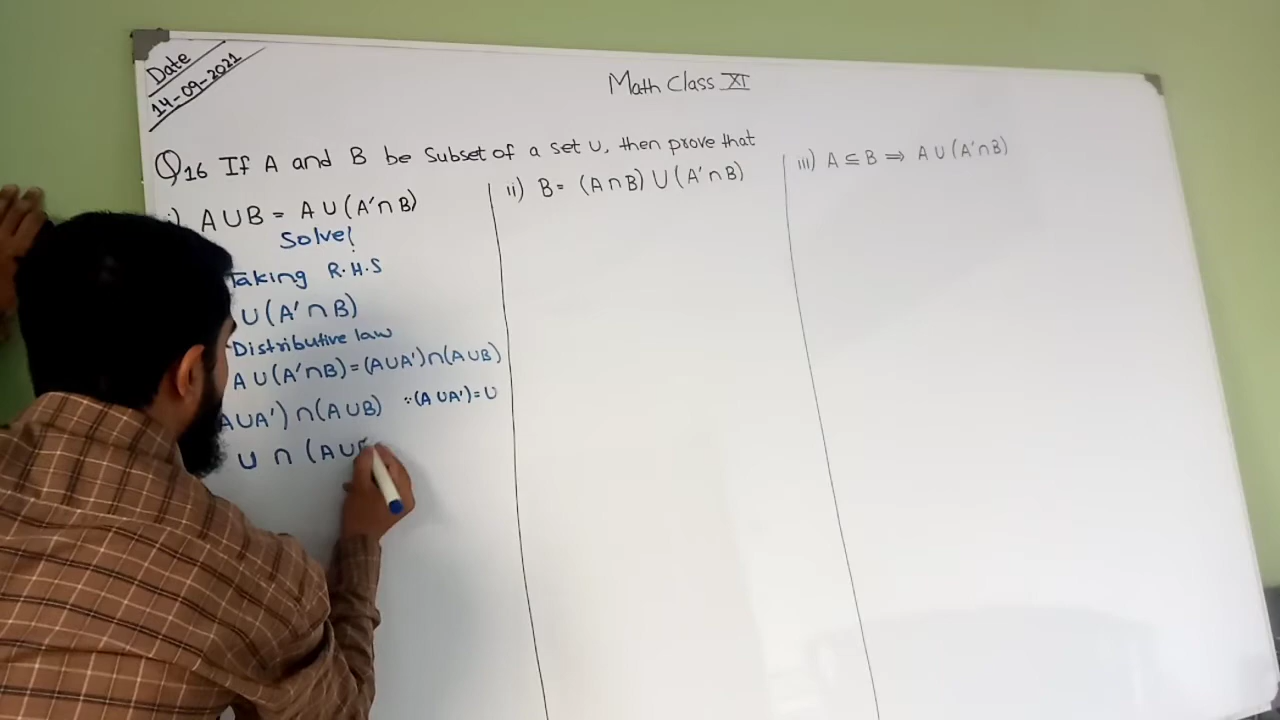 Date
14-09-2021
Math Class XI
Q16 If A and B be Subset of a set U, then prove that
i) A∪B = A∪(A'∩B)
Solve!
Taking R.H.S
∪(A'∩B)
Distributive law
A∪(A'∩B)=(A∪A')∩(A∪B)
A∪A')∩(A∪B) ∵(A∪A')=U
U ∩ (A∪
ii) B= (A∩B)∪(A'∩B)
iii) A⊆B ⇒ A∪(A'∩B)